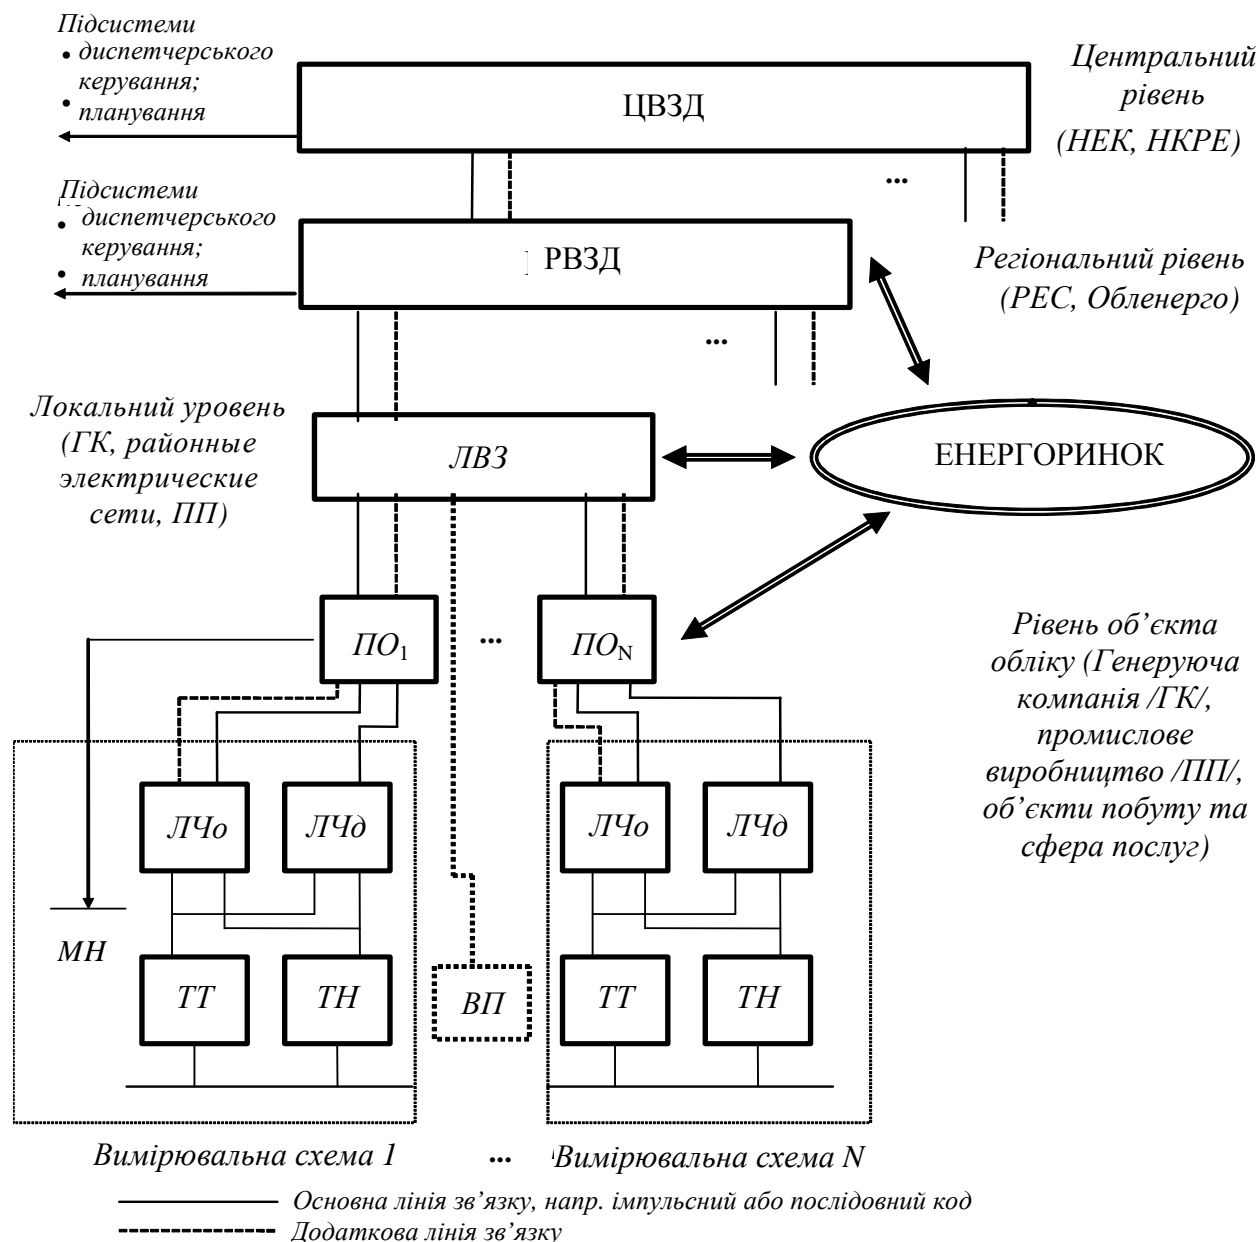 Підсистеми
• диспетчерського
керування;
• планування
ЦВЗД
Центральний
рівень
(НЕК, НКРЕ)
...
Підсистеми
• диспетчерського
керування;
• планування
РВЗД
Регіональний рівень
(РЕС, Обленерго)
...
Локальний уровень
(ГК, районные
электрические
сети, ПП)
ЛВЗ
ЕНЕРГОРИНОК
ПО1
...
ПОN
Рівень об’єкта
обліку (Генеруюча
компанія /ГК/,
промислове
виробництво /ПП/,
об’єкти побуту та
сфера послуг)
ЛЧо
ЛЧд
ЛЧо
ЛЧд
МН
ТТ
ТН
ВП
ТТ
ТН
Вимірювальна схема 1
...
Вимірювальна схема N
Основна лінія зв’язку, напр. імпульсний або послідовний код
Додаткова лінія зв’язку